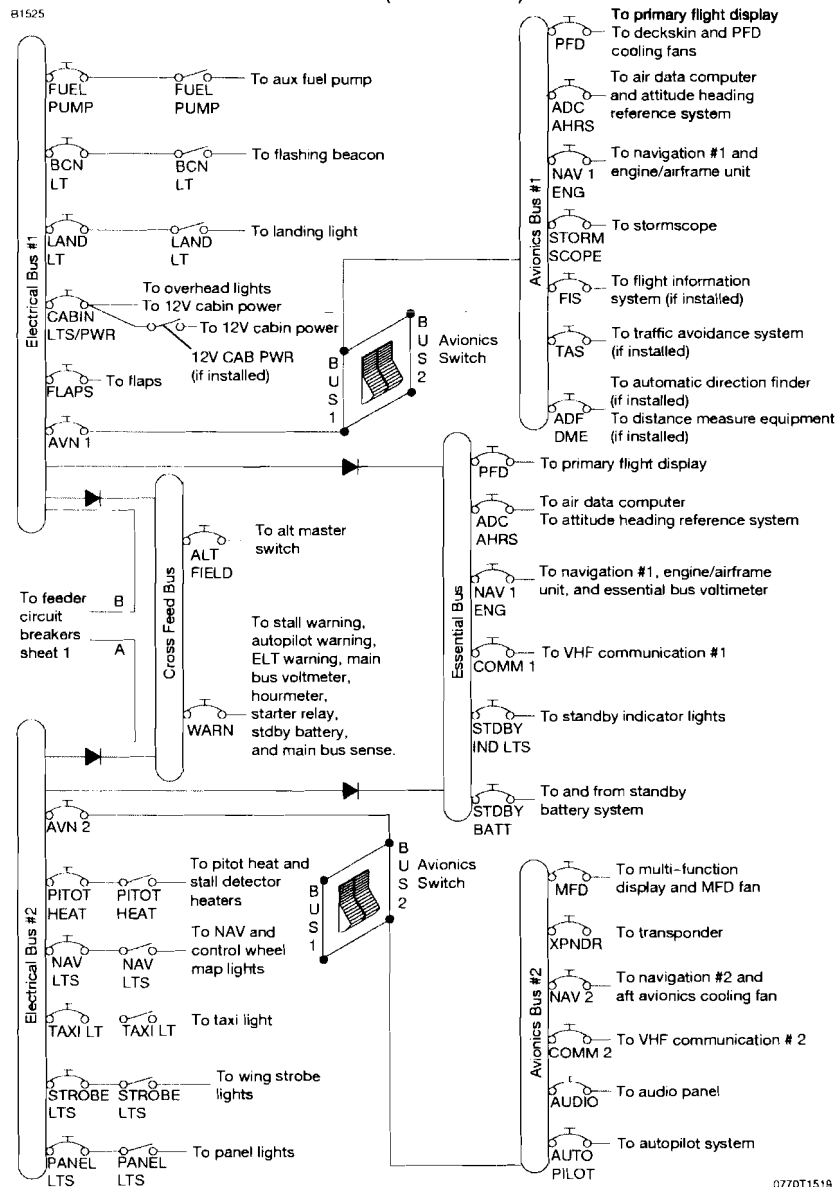 B1525
Electrical Bus #1
FUEL
PUMP
FUEL
PUMP
To aux fuel pump
BCN
LT
BCN
LT
To flashing beacon
LAND
LT
LAND
LT
To landing light
CABIN
LTS/PWR
To overhead lights
To 12V cabin power
To 12V cabin power
12V CAB PWR
(if installed)
FLAPS
To flaps
AVN 1
BUS 1
BUS 2
Avionics
Switch
Avionics Bus #1
PFD
To primary flight display
To deckskin and PFD
cooling fans
ADC
AHRS
To air data computer
and attitude heading
reference system
NAV 1
ENG
To navigation #1 and
engine/airframe unit
STORM
SCOPE
To stormscope
FIS
To flight information
system (if installed)
TAS
To traffic avoidance system
(if installed)
ADF
DME
To automatic direction finder
(if installed)
To distance measure equipment
(if installed)
Cross Feed Bus
ALT
FIELD
To alt master
switch
WARN
To stall warning,
autopilot warning,
ELT warning, main
bus voltmeter,
hourmeter,
starter relay,
stdby battery,
and main bus sense.
To feeder
circuit
breakers
sheet 1
B
A
Essential Bus
PFD
To primary flight display
ADC
AHRS
To air data computer
To attitude heading reference system
NAV 1
ENG
To navigation #1, engine/airframe
unit, and essential bus voltimeter
COMM 1
To VHF communication #1
STDBY
IND LTS
To standby indicator lights
STDBY
BATT
To and from standby
battery system
Electrical Bus #2
AVN 2
PITOT
HEAT
PITOT
HEAT
To pitot heat and
stall detector
heaters
NAV
LTS
NAV
LTS
To NAV and
control wheel
map lights
TAXI LT
TAXI LT
To taxi light
STROBE
LTS
STROBE
LTS
To wing strobe
lights
PANEL
LTS
PANEL
LTS
To panel lights
BUS 1
BUS 2
Avionics
Switch
Avionics Bus #2
MFD
To multi-function
display and MFD fan
XPNDR
To transponder
NAV 2
To navigation #2 and
aft avionics cooling fan
COMM 2
To VHF communication # 2
AUDIO
To audio panel
AUTO
PILOT
To autopilot system
0770T1519